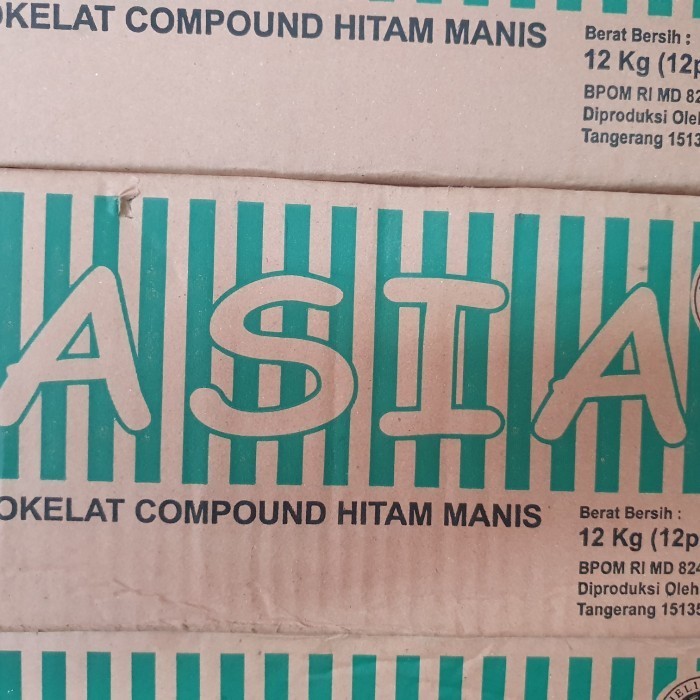 OKELAT COMPOUND HITAM MANIS
Berat Bersih :
12 Kg (12p
BPOM RI MD 82
Diproduksi Ole
Tangerang 1513
ASIA
OKELAT COMPOUND HITAM MANIS
Berat Bersih :
12 Kg (12p
BPOM RI MD 824
Diproduksi Oleh
Tangerang 15135